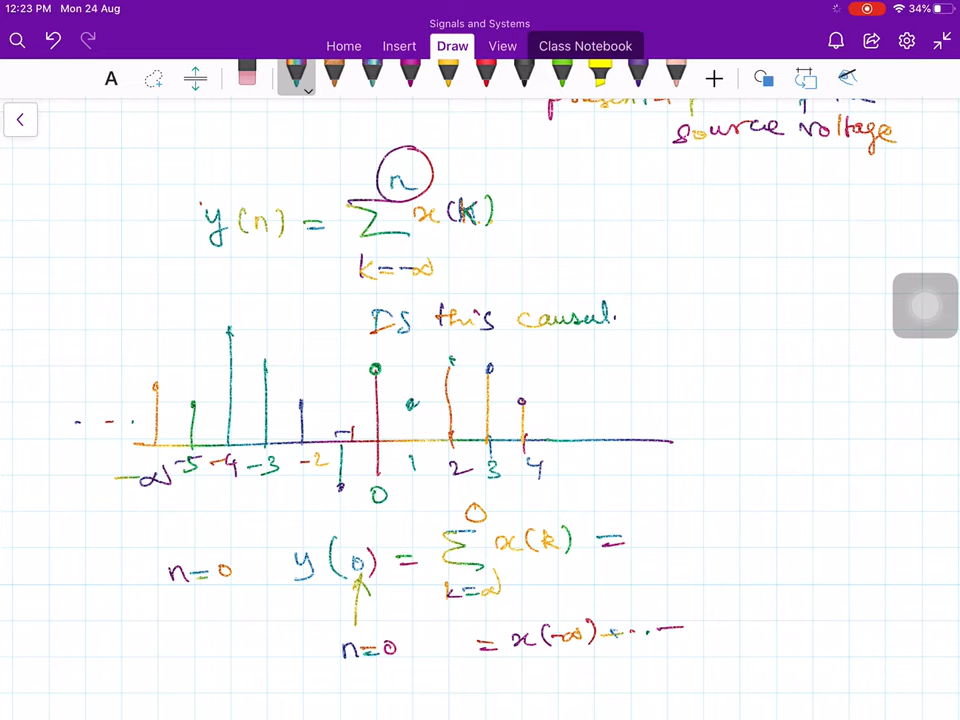 12:23 PM Mon 24 Aug
34%
Signals and Systems
Home Insert Draw View Class Notebook
A
source voltage
y(n) = ∑ x(k)
n
k=-∞
Is this causal.
-∞ -5 -4 -3 -2 -1 0 1 2 3 4
n=0 y(0) = ∑ x(k) =
0
k=∞
n=0 = x(-∞)+...-